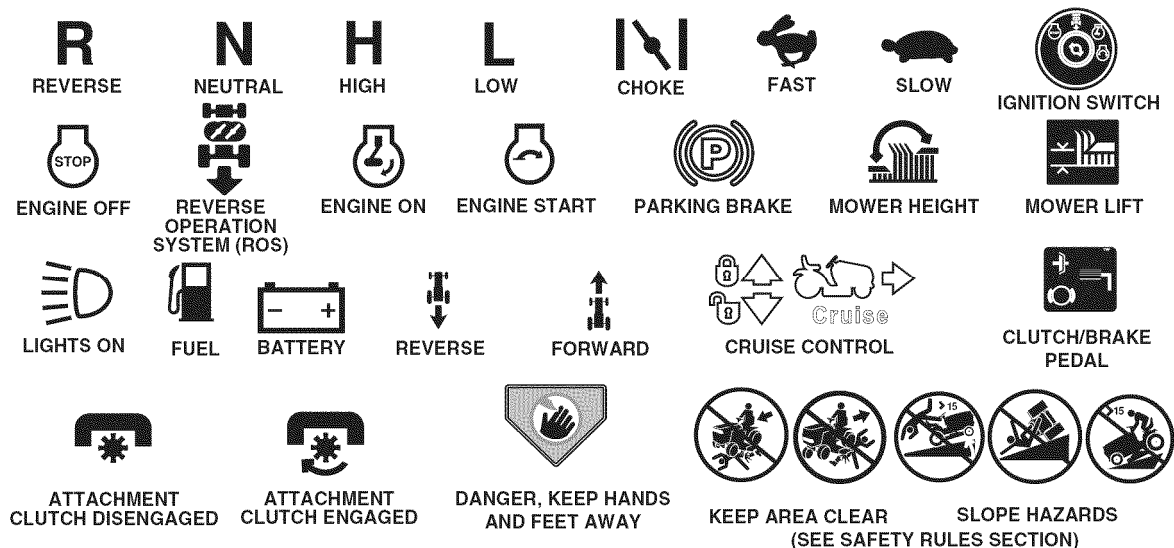 R
N
H
L
REVERSE
NEUTRAL
HIGH
LOW
CHOKE
FAST
SLOW
IGNITION SWITCH
STOP
P
ENGINE OFF
REVERSE
OPERATION
SYSTEM (ROS)
ENGINE ON
ENGINE START
PARKING BRAKE
MOWER HEIGHT
MOWER LIFT
Cruise
LIGHTS ON
FUEL
BATTERY
REVERSE
FORWARD
CRUISE CONTROL
CLUTCH/BRAKE
PEDAL
15
15
ATTACHMENT
CLUTCH DISENGAGED
ATTACHMENT
CLUTCH ENGAGED
DANGER, KEEP HANDS
AND FEET AWAY
KEEP AREA CLEAR
SLOPE HAZARDS
(SEE SAFETY RULES SECTION)